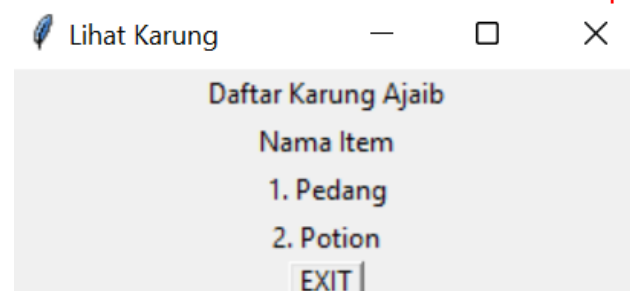 Lihat Karung
Daftar Karung Ajaib
Nama Item
1. Pedang
2. Potion
EXIT